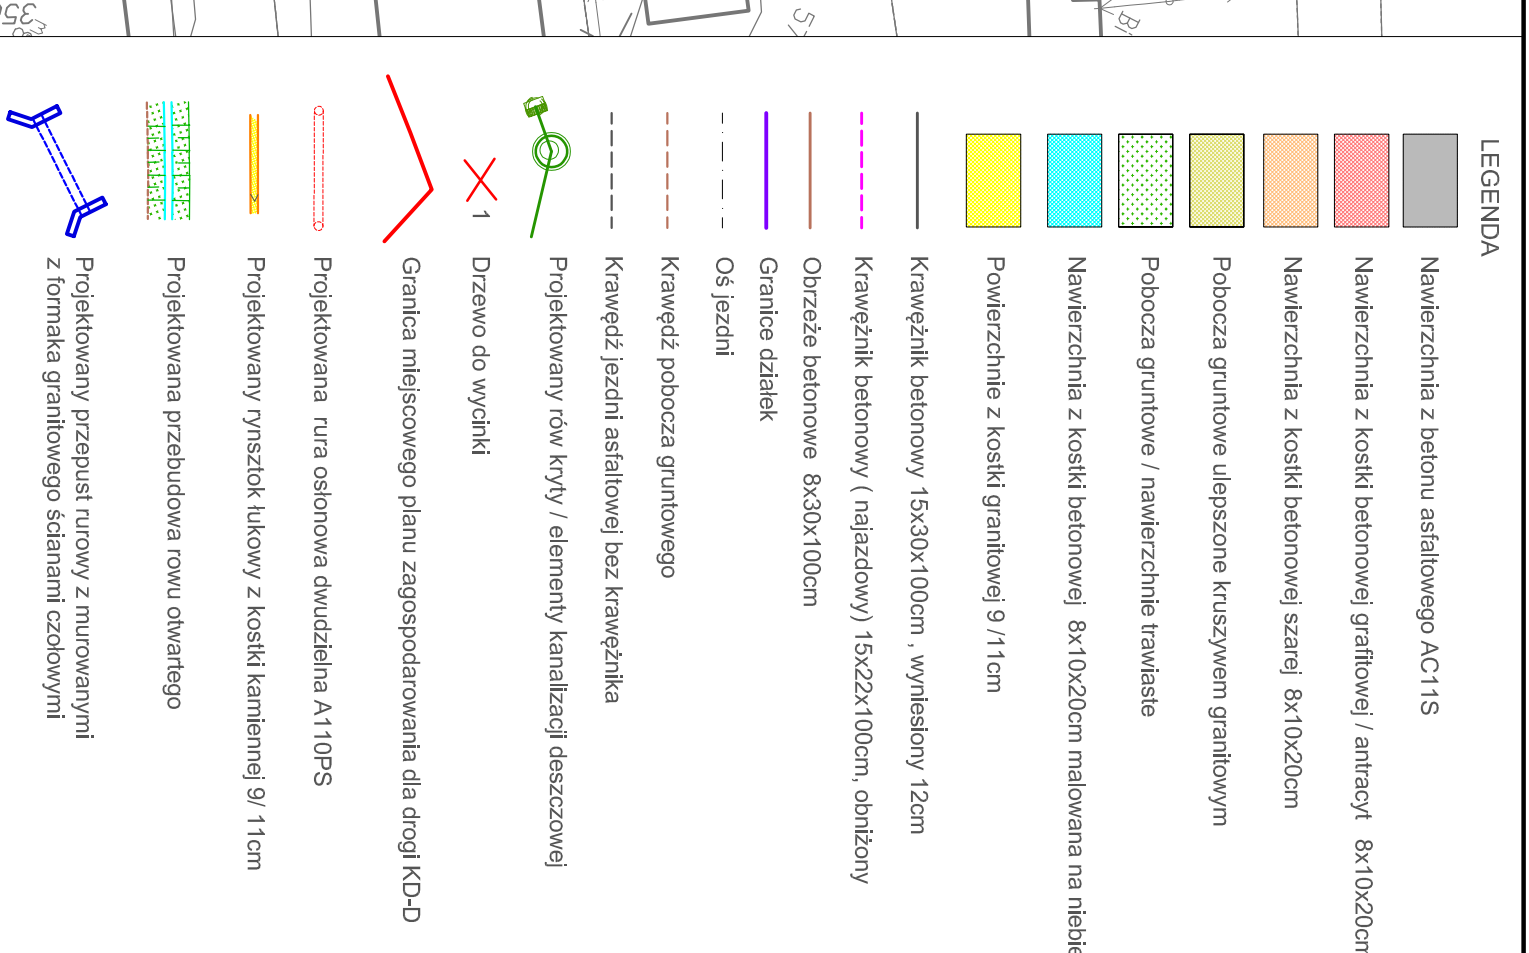 LEGENDA
Nawierzchnia z betonu asfaltowego AC11S
Nawierzchnia z kostki betonowej grafitowej / antracyt 8x10x20cm
Nawierzchnia z kostki betonowej szarej 8x10x20cm
Pobocza gruntowe ulepszone kruszywem granitowym
Pobocza gruntowe / nawierzchnie trawiaste
Nawierzchnia z kostki betonowej 8x10x20cm malowana na niebie
Powierzchnie z kostki granitowej 9 /11cm
Krawężnik betonowy 15x30x100cm , wyniesiony 12cm
Krawężnik betonowy ( najazdowy) 15x22x100cm, obniżony
Obrzeże betonowe 8x30x100cm
Granice działek
Oś jezdni
Krawędź pobocza gruntowego
Krawędź jezdni asfaltowej bez krawężnika
Projektowany rów kryty / elementy kanalizacji deszczowej
1 Drzewo do wycinki
Granica miejscowego planu zagospodarowania dla drogi KD-D
Projektowana rura osłonowa dwudzielna A110PS
Projektowany rynsztok łukowy z kostki kamiennej 9/ 11cm
Projektowana przebudowa rowu otwartego
Projektowany przepust rurowy z murowanymi
z formaka granitowego ścianami czołowymi